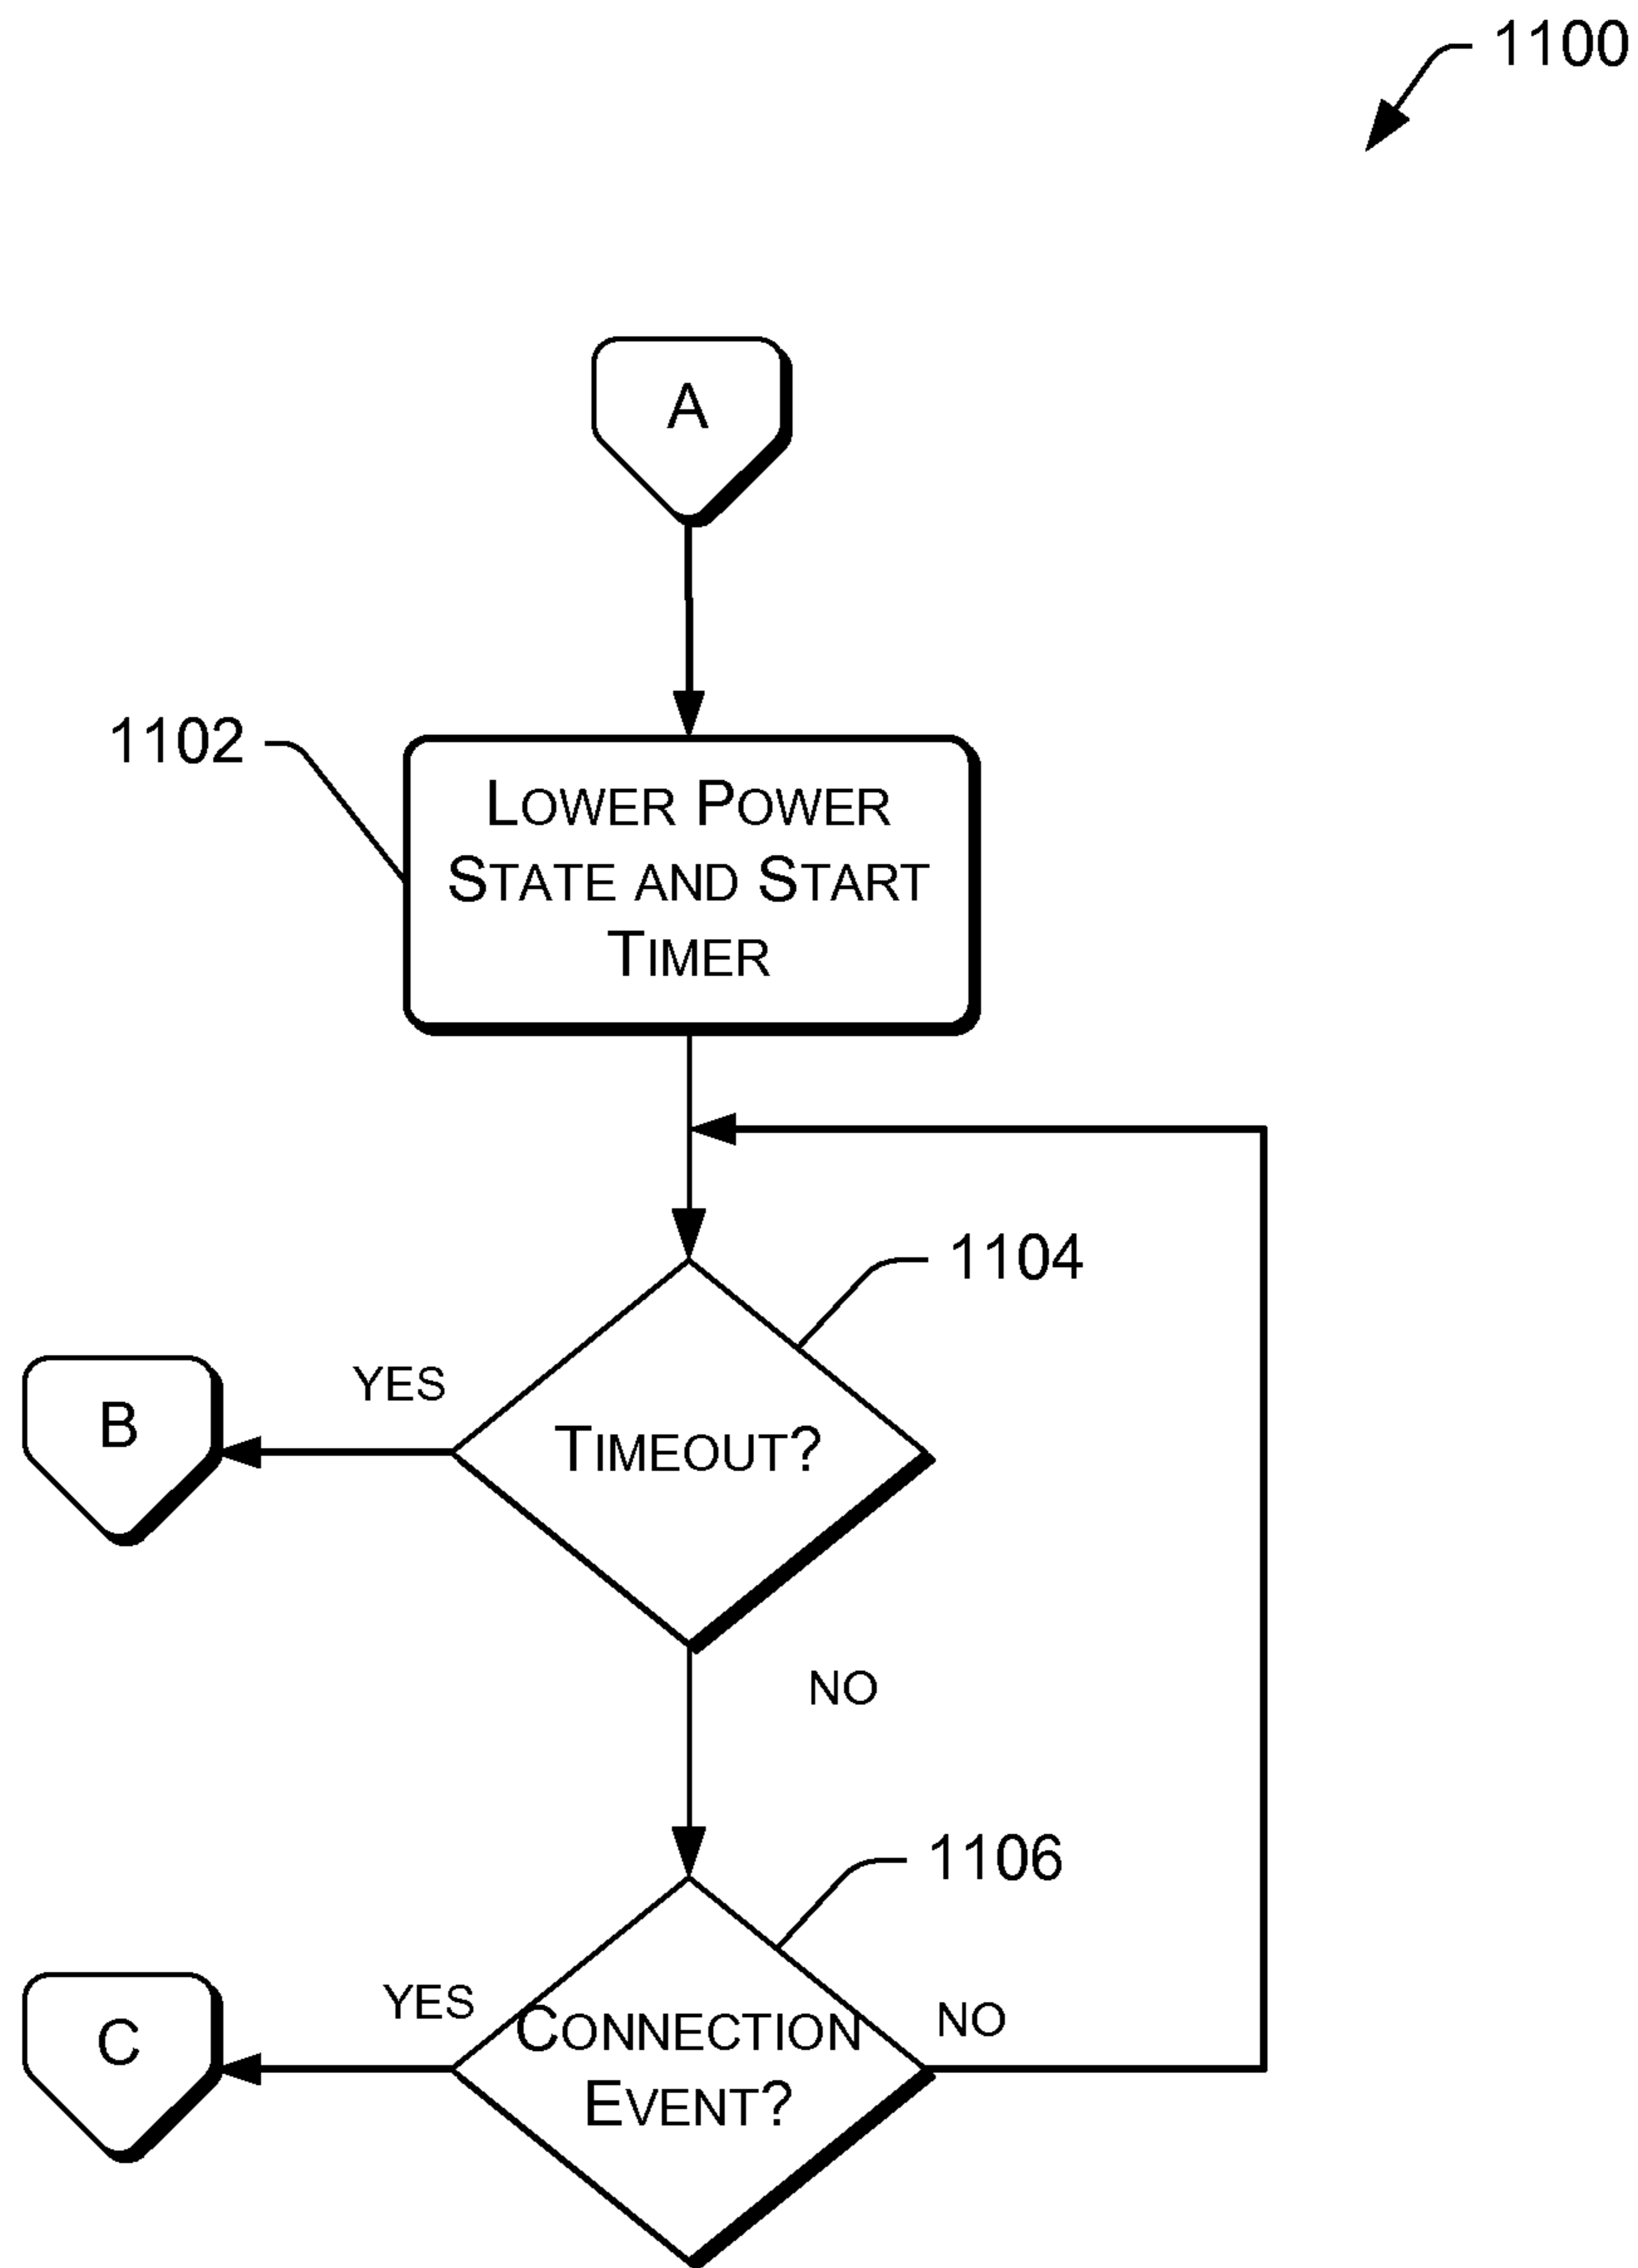 1100
A
1102
LOWER POWER
STATE AND START
TIMER
1104
YES
B
TIMEOUT?
NO
1106
YES
C
CONNECTION
EVENT?
NO